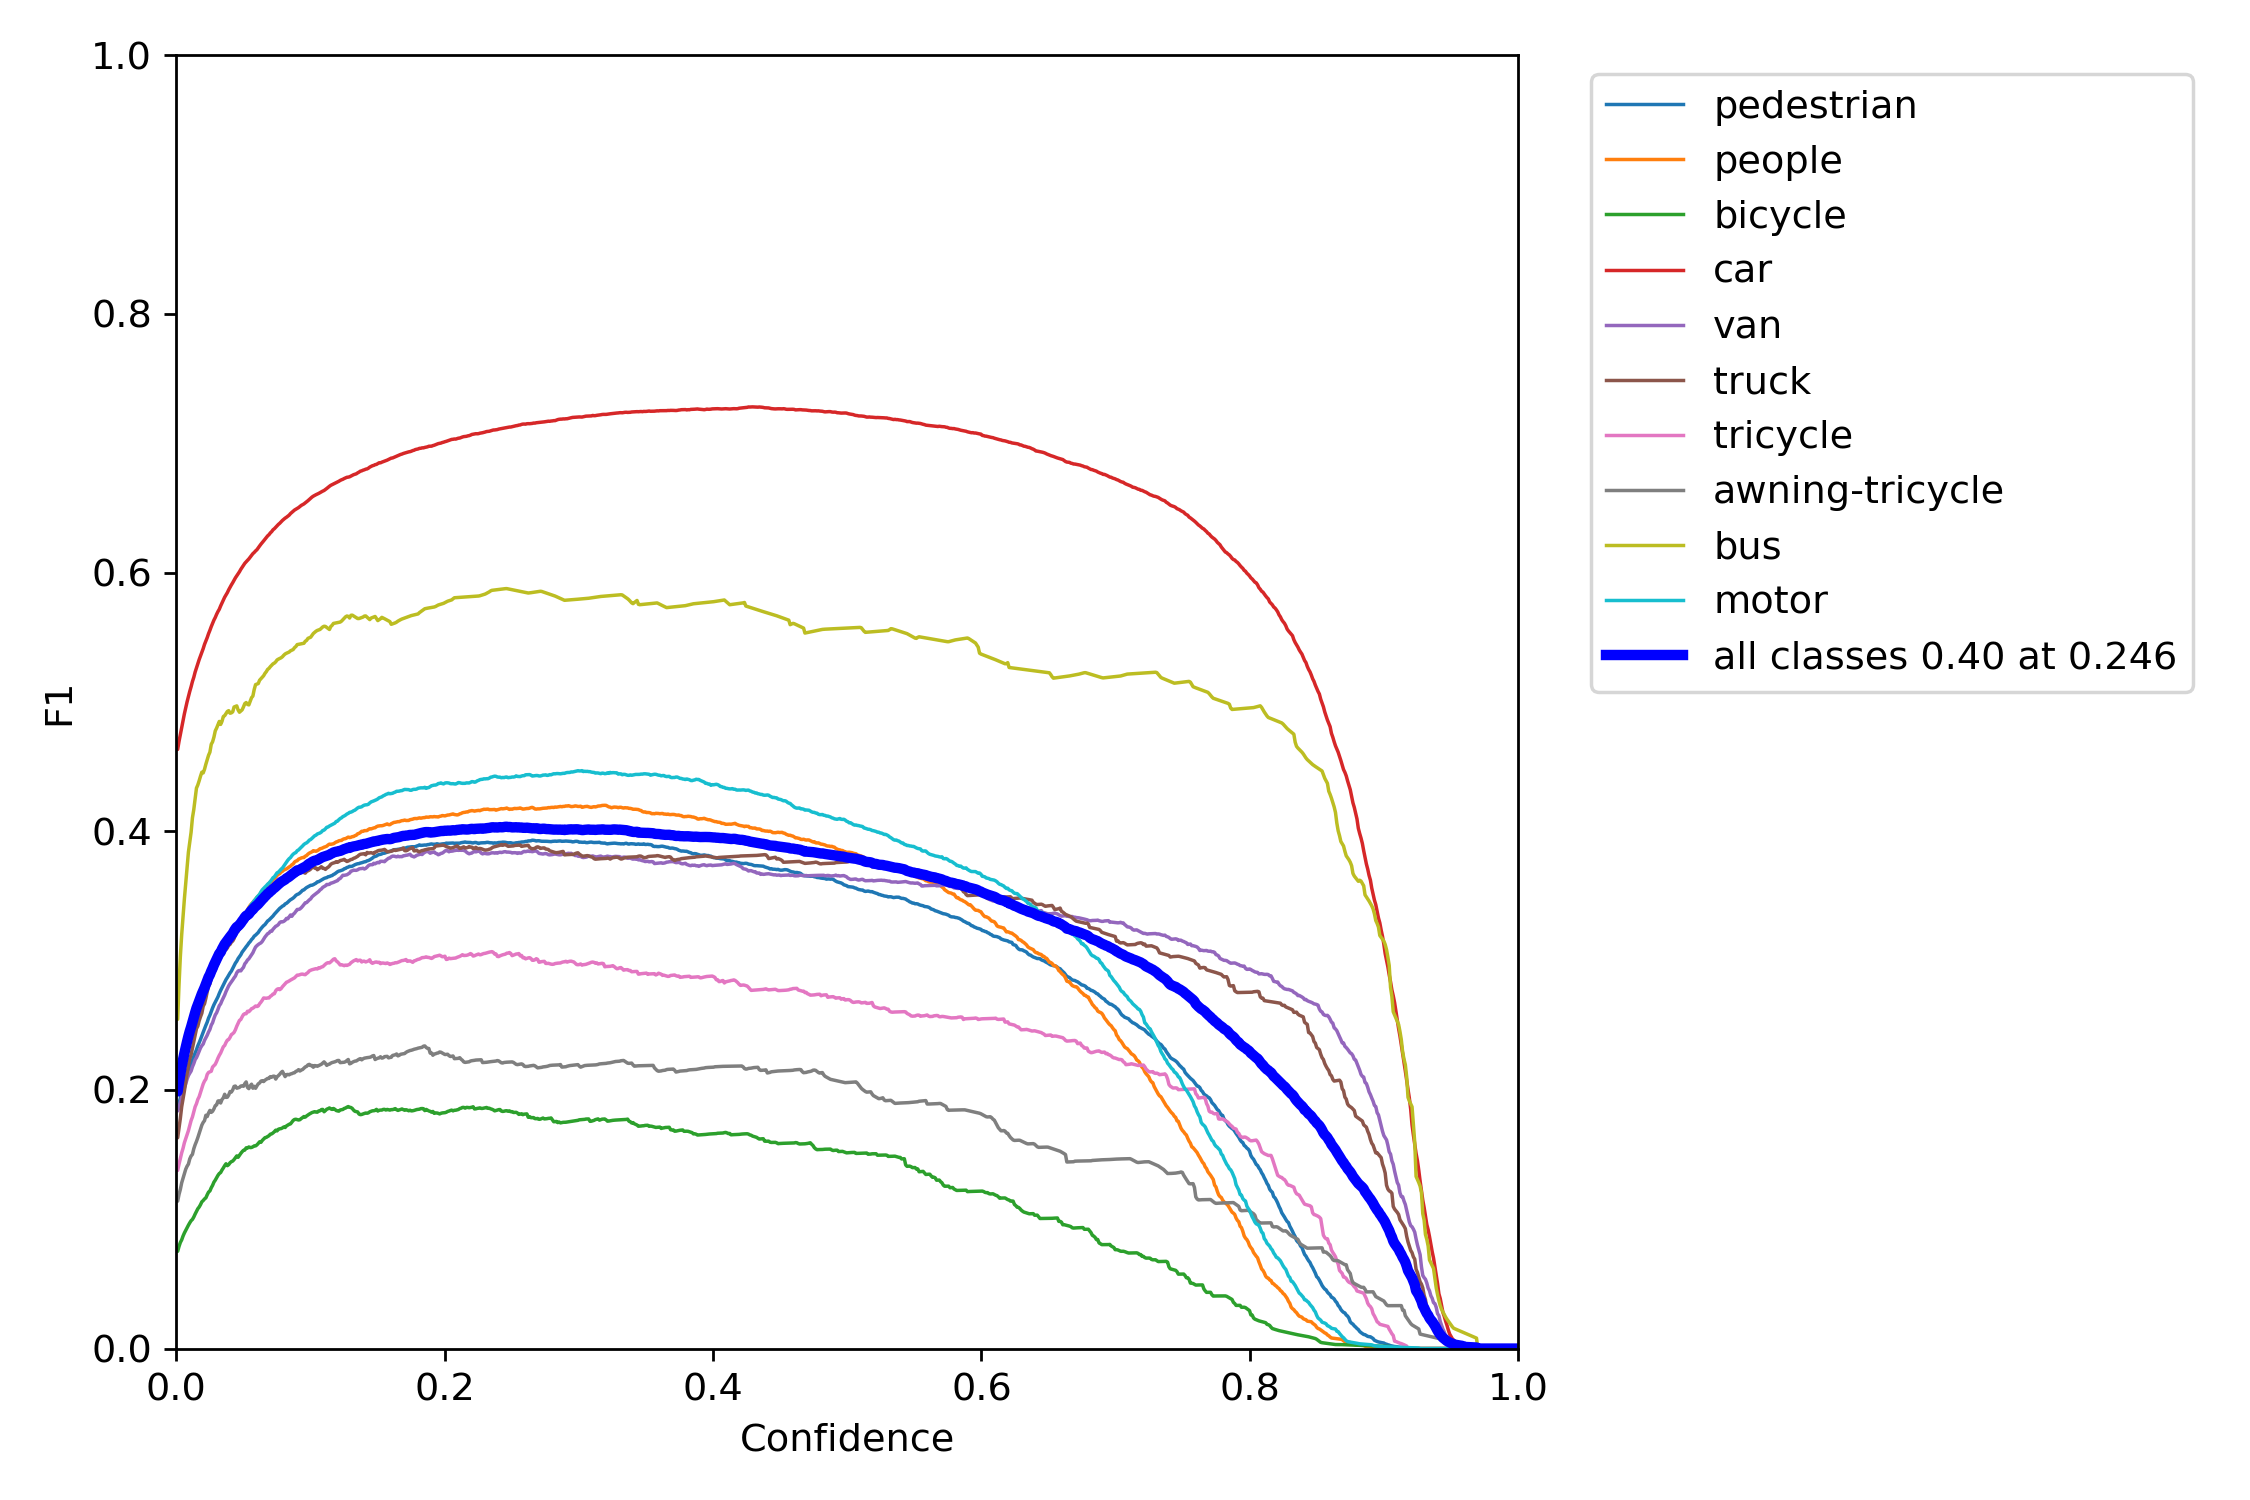 1.0
0.8
0.6
0.4
0.2
0.0
F1
0.0 0.2 0.4 0.6 0.8 1.0
Confidence
pedestrian
people
bicycle
car
van
truck
tricycle
awning-tricycle
bus
motor
all classes 0.40 at 0.246